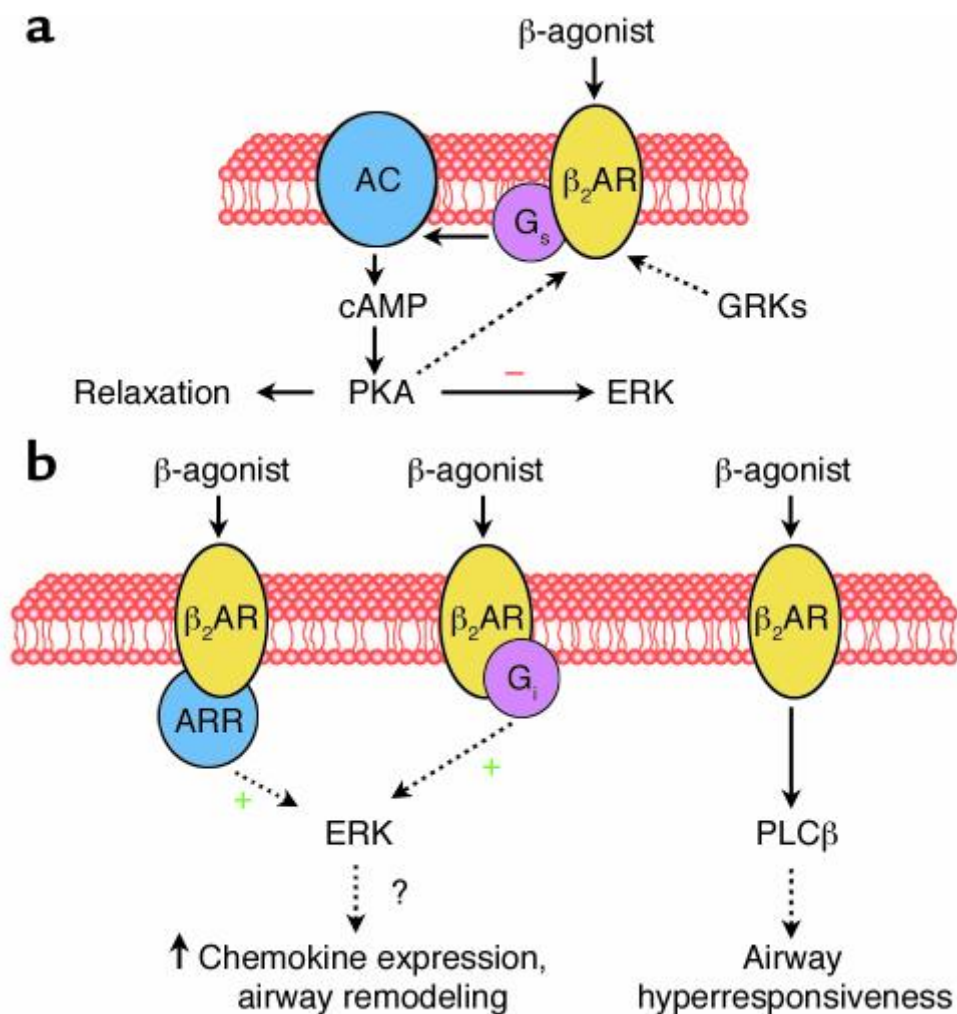 a
β-agonist
AC
β₂AR
Gₛ
cAMP
GRKs
Relaxation
PKA
−
ERK
b
β-agonist
β-agonist
β-agonist
β₂AR
β₂AR
β₂AR
ARR
Gᵢ
+
+
ERK
PLCβ
?
↑ Chemokine expression,
airway remodeling
Airway
hyperresponsiveness